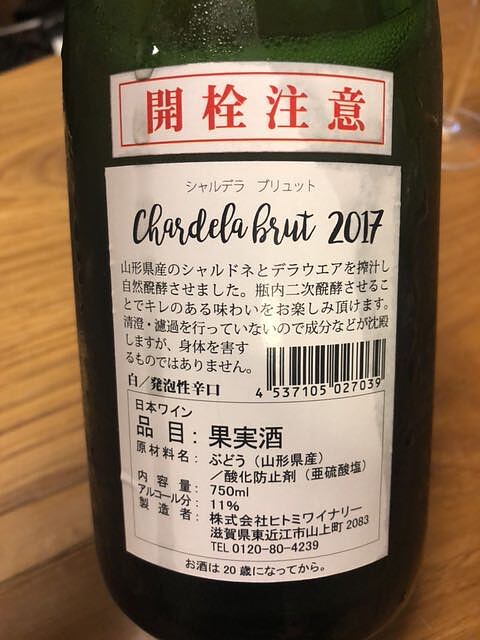 開栓注意
シャルデラ ブリュット
Chardela brut 2017
山形県産のシャルドネとデラウエアを搾汁し
自然醗酵させました。瓶内二次醗酵させるこ
とでキレのある味わいをお楽しみ頂けます。
清澄・濾過を行っていないので成分などが沈殿
しますが、身体を害す
るものではありません。
白/発泡性辛口
4 537105 027039
日本ワイン
品目:果実酒
原材料名:ぶどう(山形県産)
/酸化防止剤(亜硫酸塩)
内容量:750ml
アルコール分:11%
製造者:株式会社ヒトミワイナリー
滋賀県東近江市山上町2083
TEL 0120-80-4239
お酒は20歳になってから。